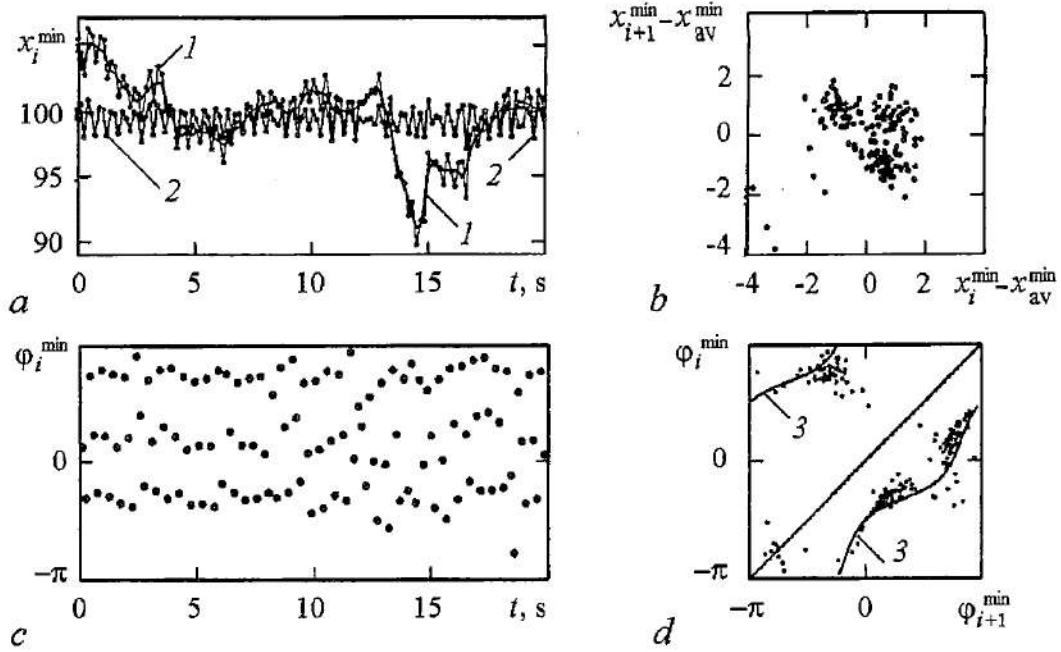 x_i^min
100
95
90
0
5
10
15
t, s
1
2
2
1
a
x_{i+1}^min – x_av^min
2
0
-2
-4
-4
-2
0
2
x_i^min – x_av^min
b
φ_i^min
0
−π
0
5
10
15
t, s
c
φ_i^min
0
−π
−π
0
φ_{i+1}^min
3
3
d